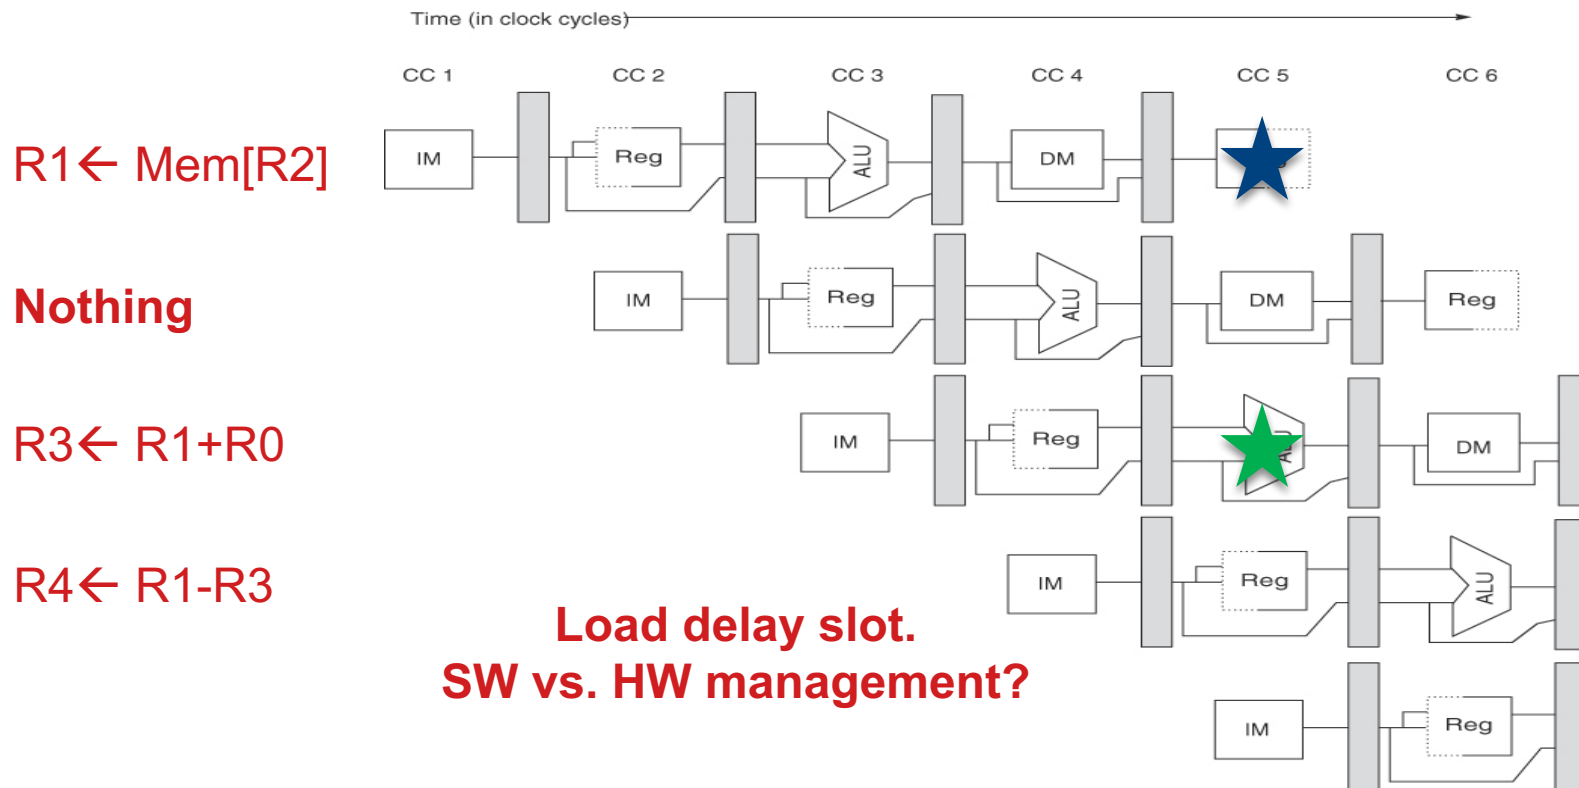 Time (in clock cycles)
CC 1 CC 2 CC 3 CC 4 CC 5 CC 6
R1← Mem[R2] IM Reg ALU DM
Nothing IM Reg ALU DM Reg
R3← R1+R0 IM Reg ALU DM
R4← R1-R3 IM Reg ALU
Load delay slot.
SW vs. HW management?
IM Reg